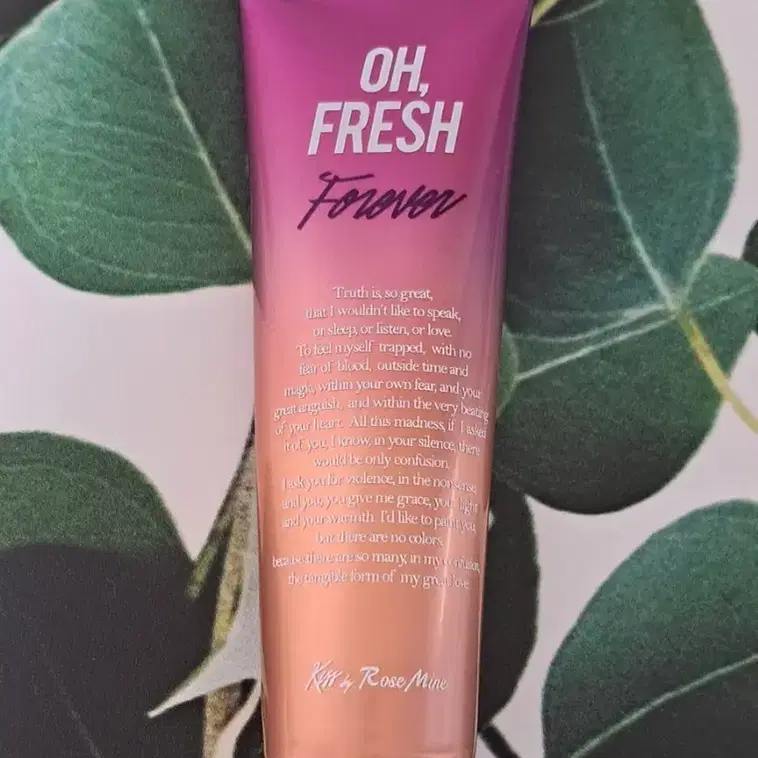 OH,
FRESH
Forever
Truth is, so great,
that I wouldn't like to speak,
or sleep, or listen, or love.
To feel myself trapped, with no
fear of blood, outside time and
magic, within your own fear, and your
great anguish, and within the very beating
of your heart. All this madness, if I asked
it of you, I know, in your silence, there
would be only confusion.
I ask you for violence, in the nonsense,
and you, you give me grace, your light
and your warmth. I'd like to paint you,
but there are no colors,
because there are so many, in my confusion,
the tangible form of my great love.
Kiss by Rose Mine